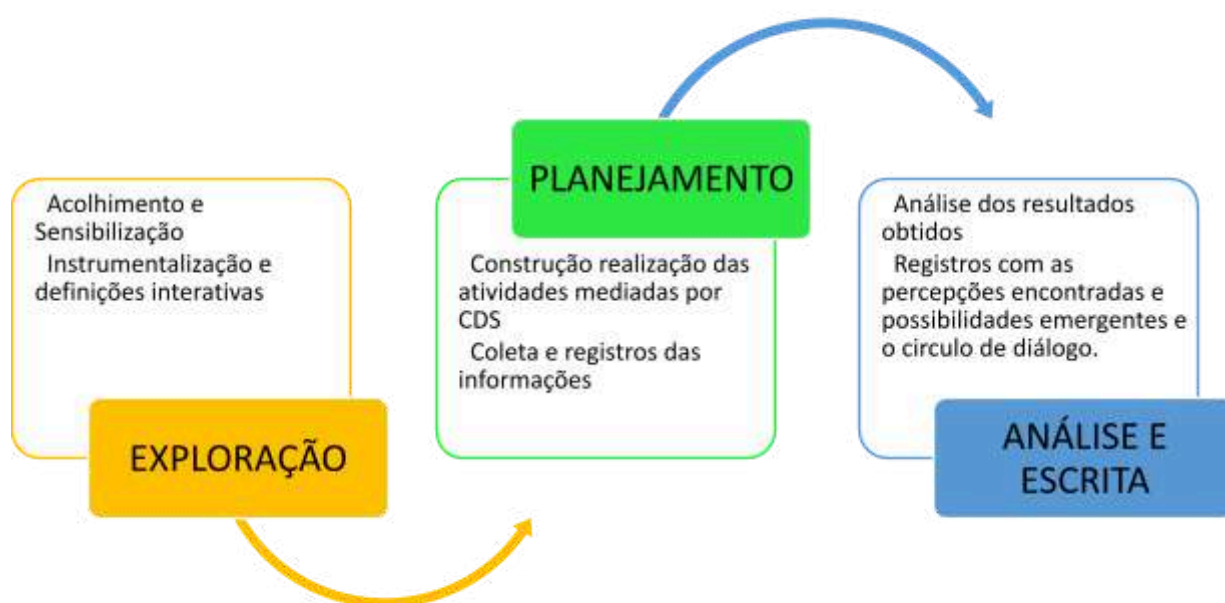 Acolhimento e
Sensibilização
Instrumentalização e
definições interativas
EXPLORAÇÃO
PLANEJAMENTO
Construção realização das
atividades mediadas por
CDS
Coleta e registros das
informações
Análise dos resultados
obtidos
Registros com as
percepções encontradas e
possibilidades emergentes e
o circulo de diálogo.
ANÁLISE E
ESCRITA